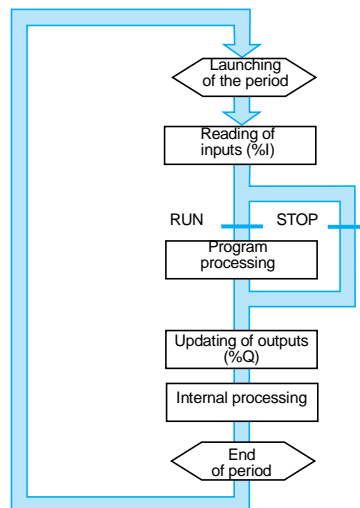 Launching
of the period
Reading of
inputs (%I)
RUN
STOP
Program
processing
Updating of outputs
(%Q)
Internal processing
End
of period